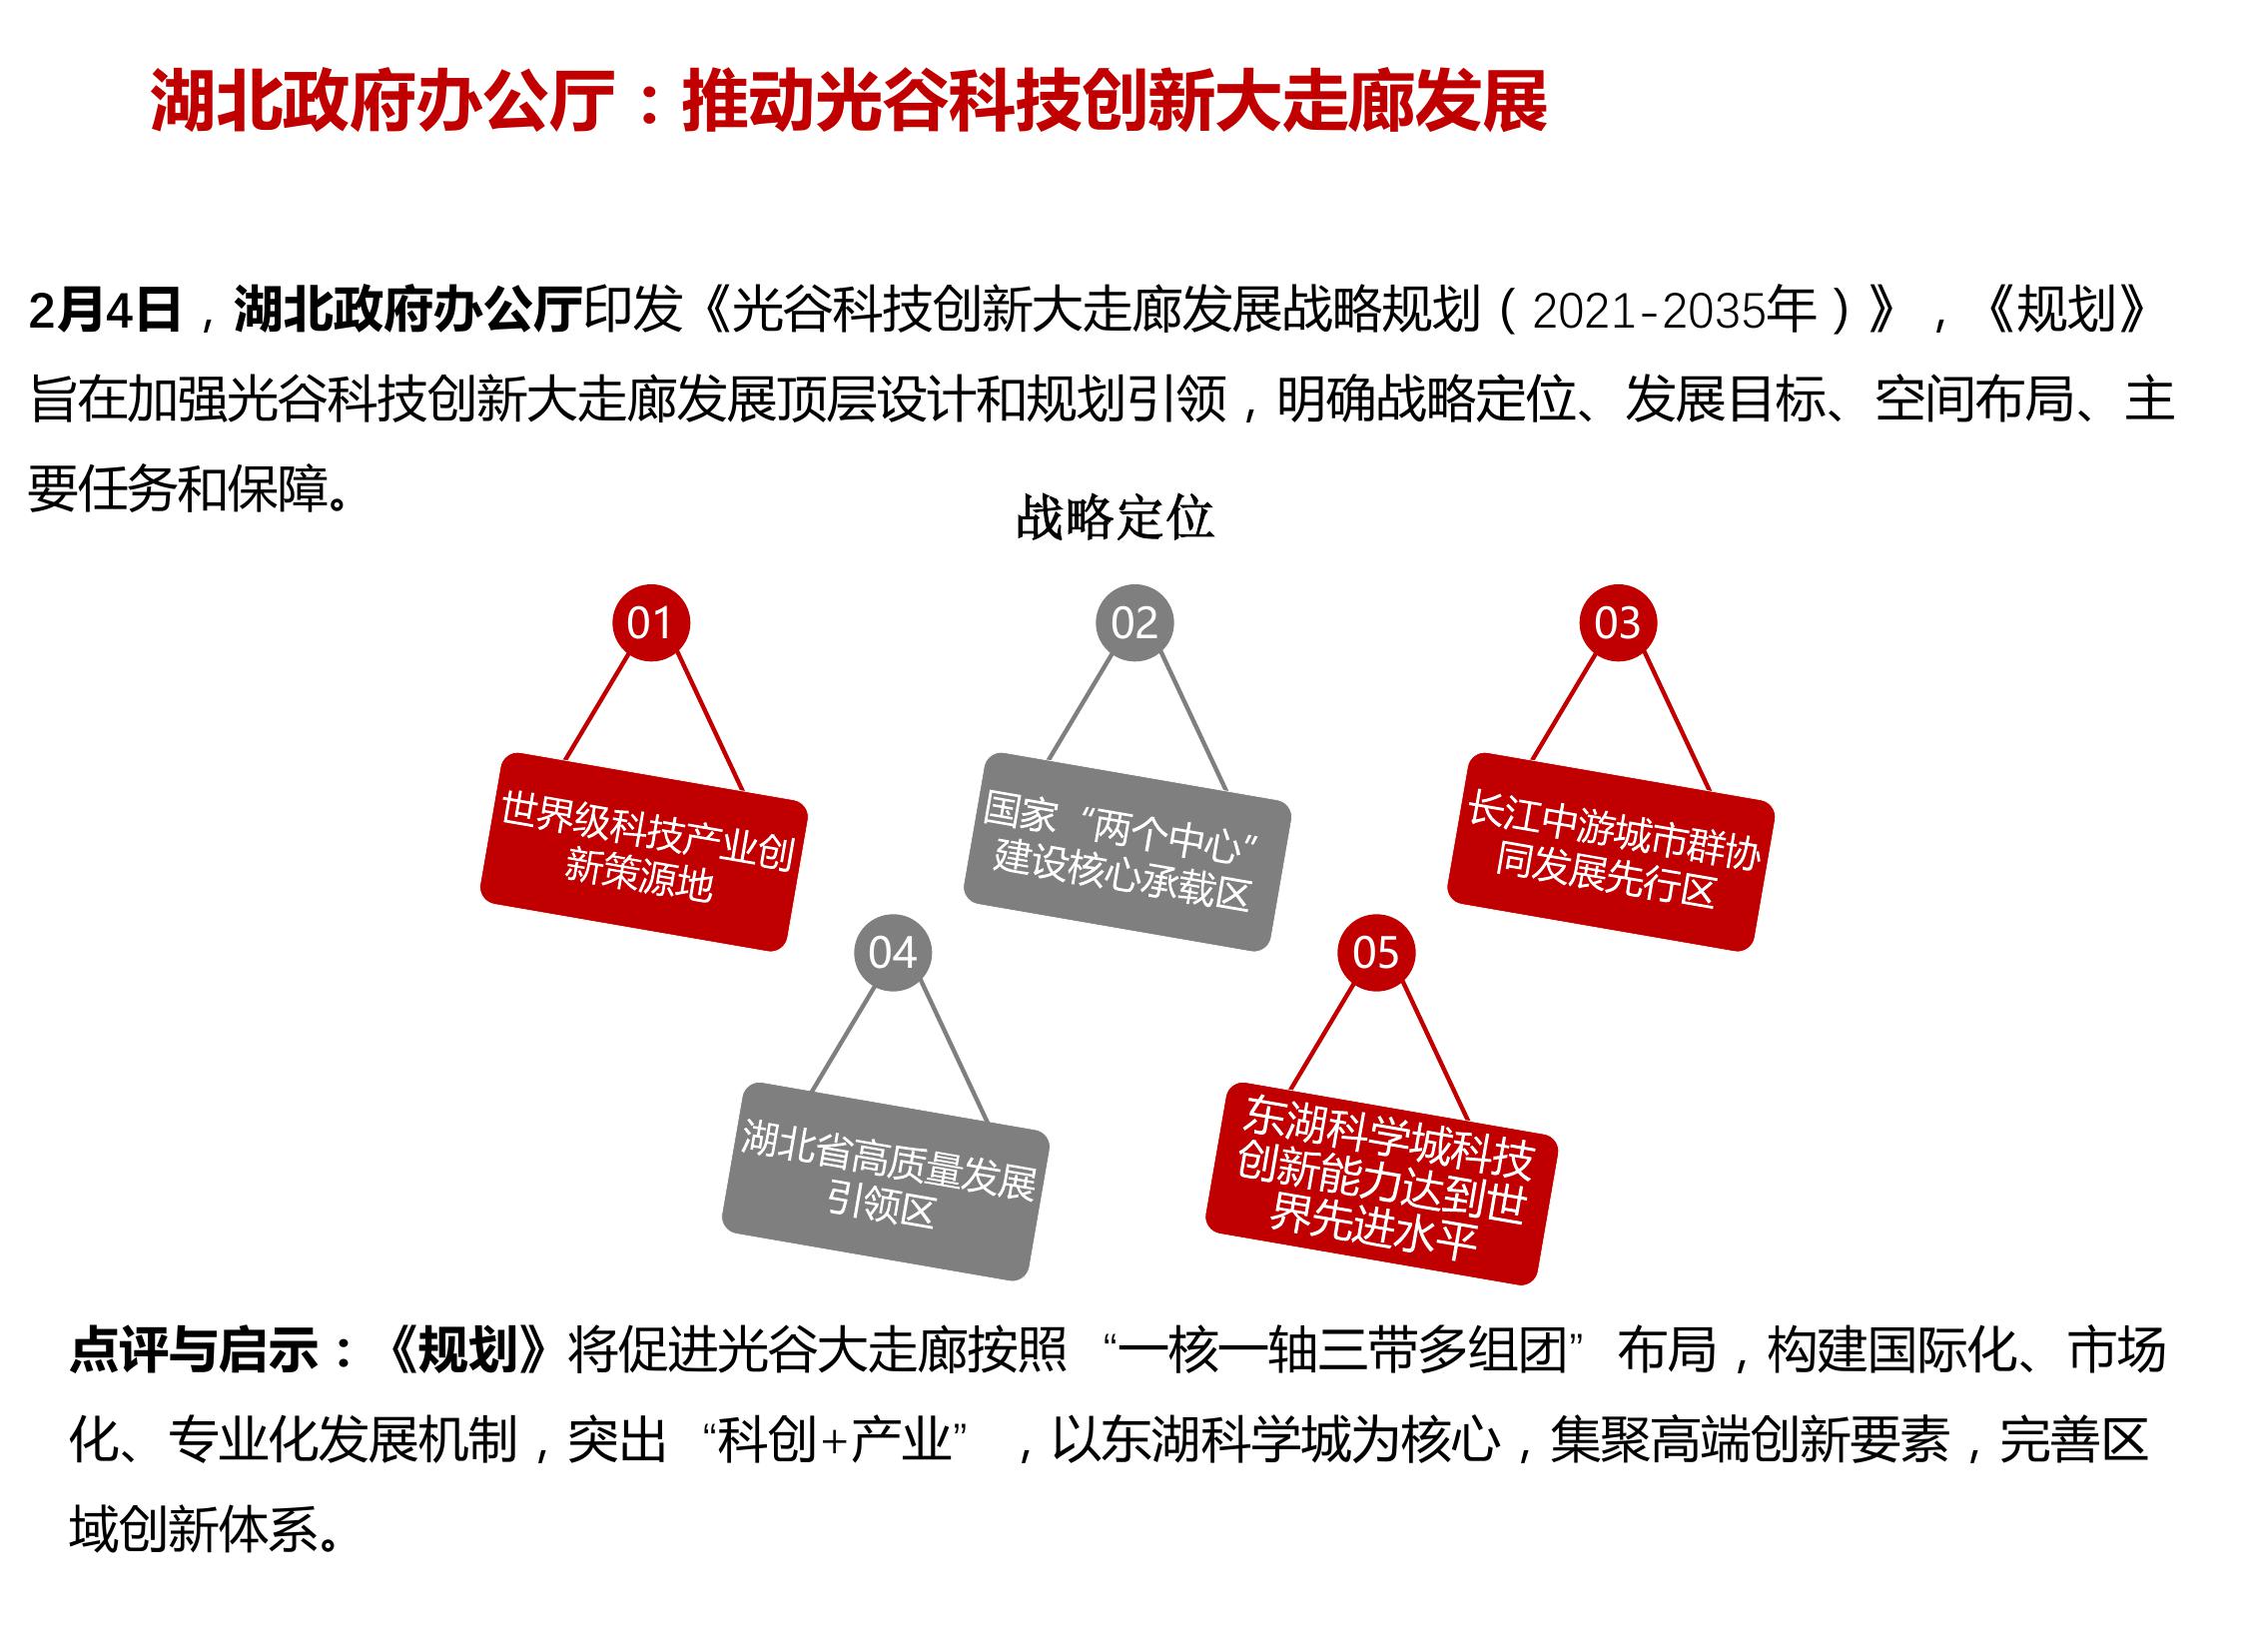 湖北政府办公厅：推动光谷科技创新大走廊发展
2月4日，湖北政府办公厅印发《光谷科技创新大走廊发展战略规划（2021-2035年）》，《规划》
旨在加强光谷科技创新大走廊发展顶层设计和规划引领，明确战略定位、发展目标、空间布局、主
要任务和保障。
战略定位
01
世界级科技产业创
新策源地
02
国家“两个中心”
建设核心承载区
03
长江中游城市群协
同发展先行区
04
湖北省高质量发展
引领区
05
东湖科学城科技
创新能力达到世
界先进水平
点评与启示：《规划》将促进光谷大走廊按照“一核一轴三带多组团”布局，构建国际化、市场
化、专业化发展机制，突出“科创+产业”，以东湖科学城为核心，集聚高端创新要素，完善区
域创新体系。